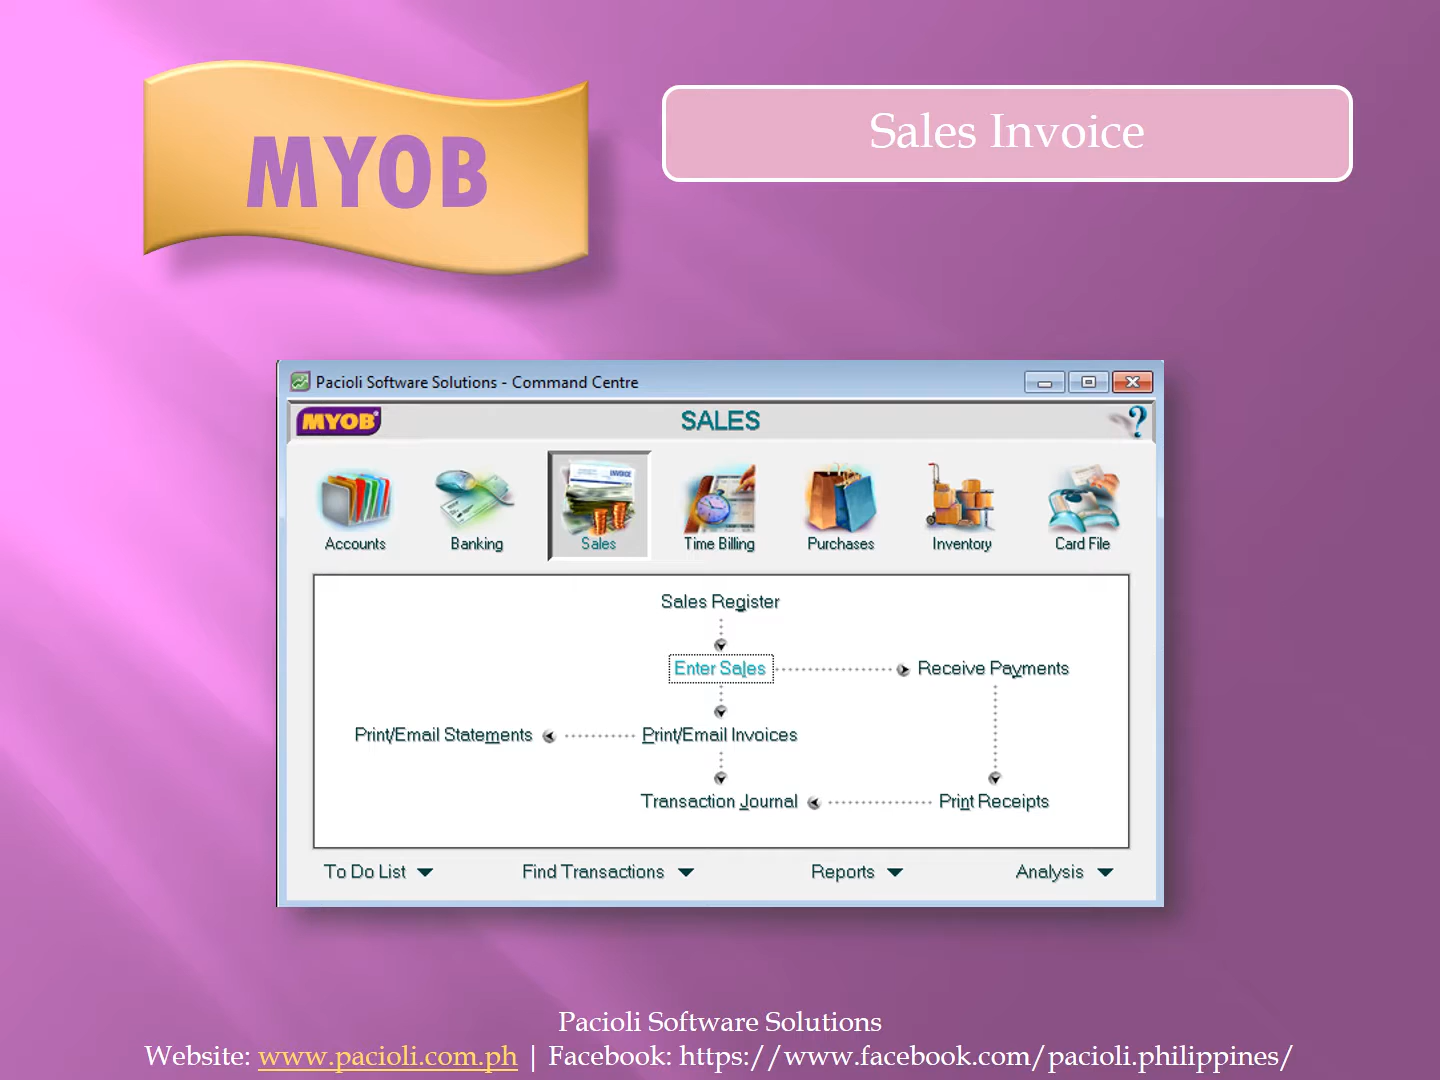 MYOB
Sales Invoice
Pacioli Software Solutions - Command Centre
MYOB
SALES
?
INVOICE
Accounts
Banking
Sales
Time Billing
Purchases
Inventory
Card File
Sales Register
Enter Sales
Receive Payments
Print/Email Statements
Print/Email Invoices
Transaction Journal
Print Receipts
To Do List
Find Transactions
Reports
Analysis
Pacioli Software Solutions
Website: www.pacioli.com.ph | Facebook: https://www.facebook.com/pacioli.philippines/